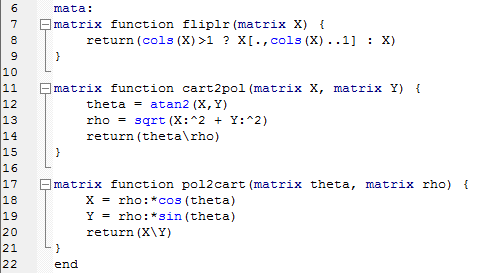 6 mata:
7 matrix function fliplr(matrix X) {
8 return(cols(X)>1 ? X[.,cols(X)..1] : X)
9 }
10
11 matrix function cart2pol(matrix X, matrix Y) {
12 theta = atan2(X,Y)
13 rho = sqrt(X:^2 + Y:^2)
14 return(theta\rho)
15 }
16
17 matrix function pol2cart(matrix theta, matrix rho) {
18 X = rho:*cos(theta)
19 Y = rho:*sin(theta)
20 return(X\Y)
21 }
22 end